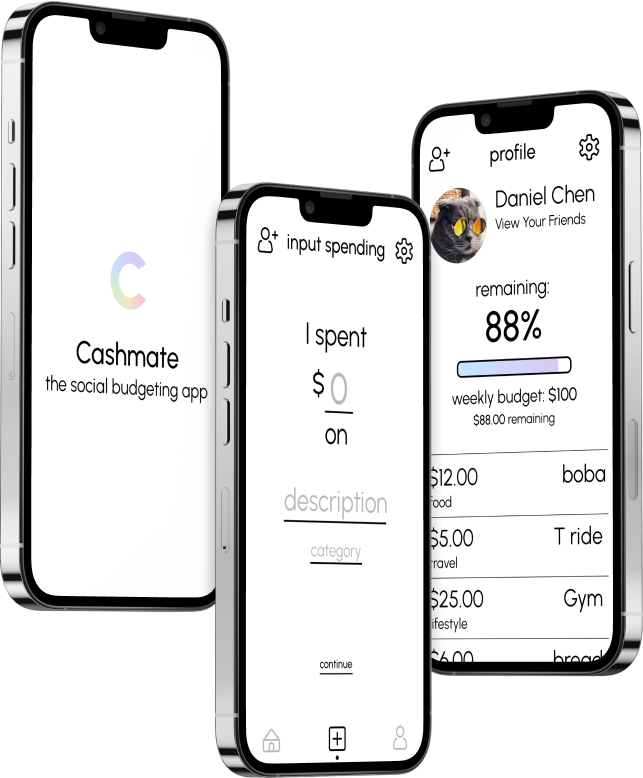 C
Cashmate
the social budgeting app
input spending
I spent
$ 0
on
description
category
continue
profile
Daniel Chen
View Your Friends
remaining:
88%
weekly budget: $100
$88.00 remaining
$12.00 boba
food
$5.00 T ride
travel
$25.00 Gym
lifestyle
$6.00 bread